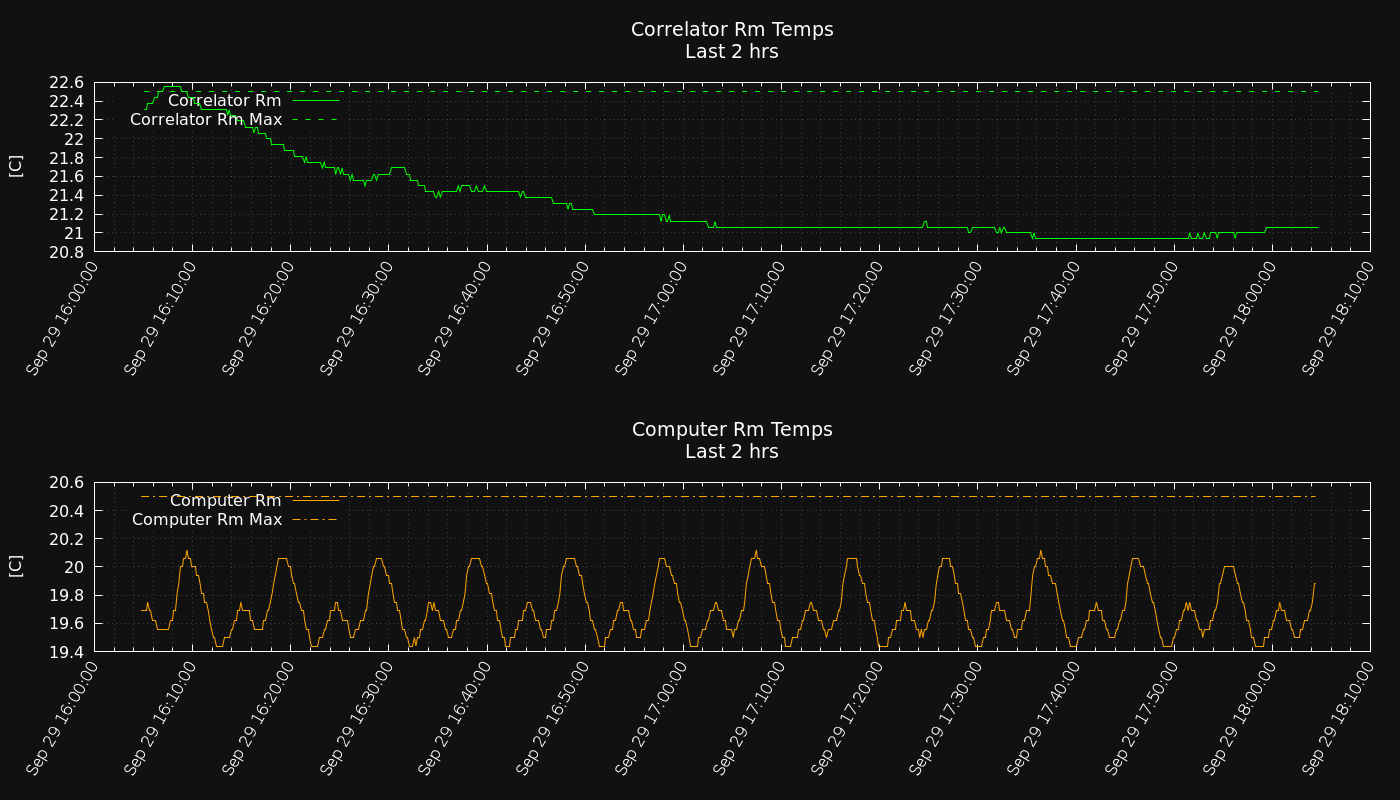 Correlator Rm Temps
Last 2 hrs
22.6
22.4
22.2
22
21.8
21.6
21.4
21.2
21
20.8
[C]
Correlator Rm
Correlator Rm Max
Sep 29 16:00:00
Sep 29 16:10:00
Sep 29 16:20:00
Sep 29 16:30:00
Sep 29 16:40:00
Sep 29 16:50:00
Sep 29 17:00:00
Sep 29 17:10:00
Sep 29 17:20:00
Sep 29 17:30:00
Sep 29 17:40:00
Sep 29 17:50:00
Sep 29 18:00:00
Sep 29 18:10:00
Computer Rm Temps
Last 2 hrs
20.6
20.4
20.2
20
19.8
19.6
19.4
[C]
Computer Rm
Computer Rm Max
Sep 29 16:00:00
Sep 29 16:10:00
Sep 29 16:20:00
Sep 29 16:30:00
Sep 29 16:40:00
Sep 29 16:50:00
Sep 29 17:00:00
Sep 29 17:10:00
Sep 29 17:20:00
Sep 29 17:30:00
Sep 29 17:40:00
Sep 29 17:50:00
Sep 29 18:00:00
Sep 29 18:10:00